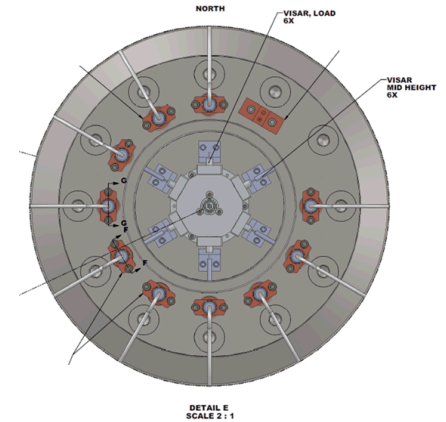 NORTH
VISAR, LOAD
6X
VISAR
MID HEIGHT
6X
G
G
F
F
DETAIL E
SCALE 2 : 1